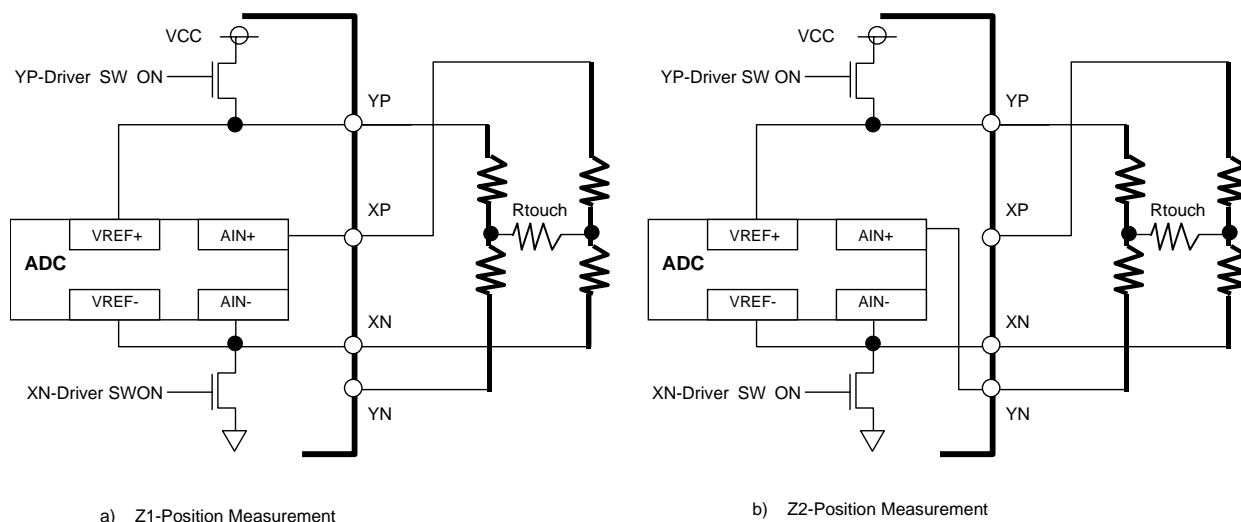 VCC
YP-Driver SW ON
YP
XP
Rtouch
VREF+
AIN+
ADC
VREF-
AIN-
XN
XN-Driver SWON
YN
a) Z1-Position Measurement
VCC
YP-Driver SW ON
YP
XP
Rtouch
VREF+
AIN+
ADC
VREF-
AIN-
XN
XN-Driver SW ON
YN
b) Z2-Position Measurement